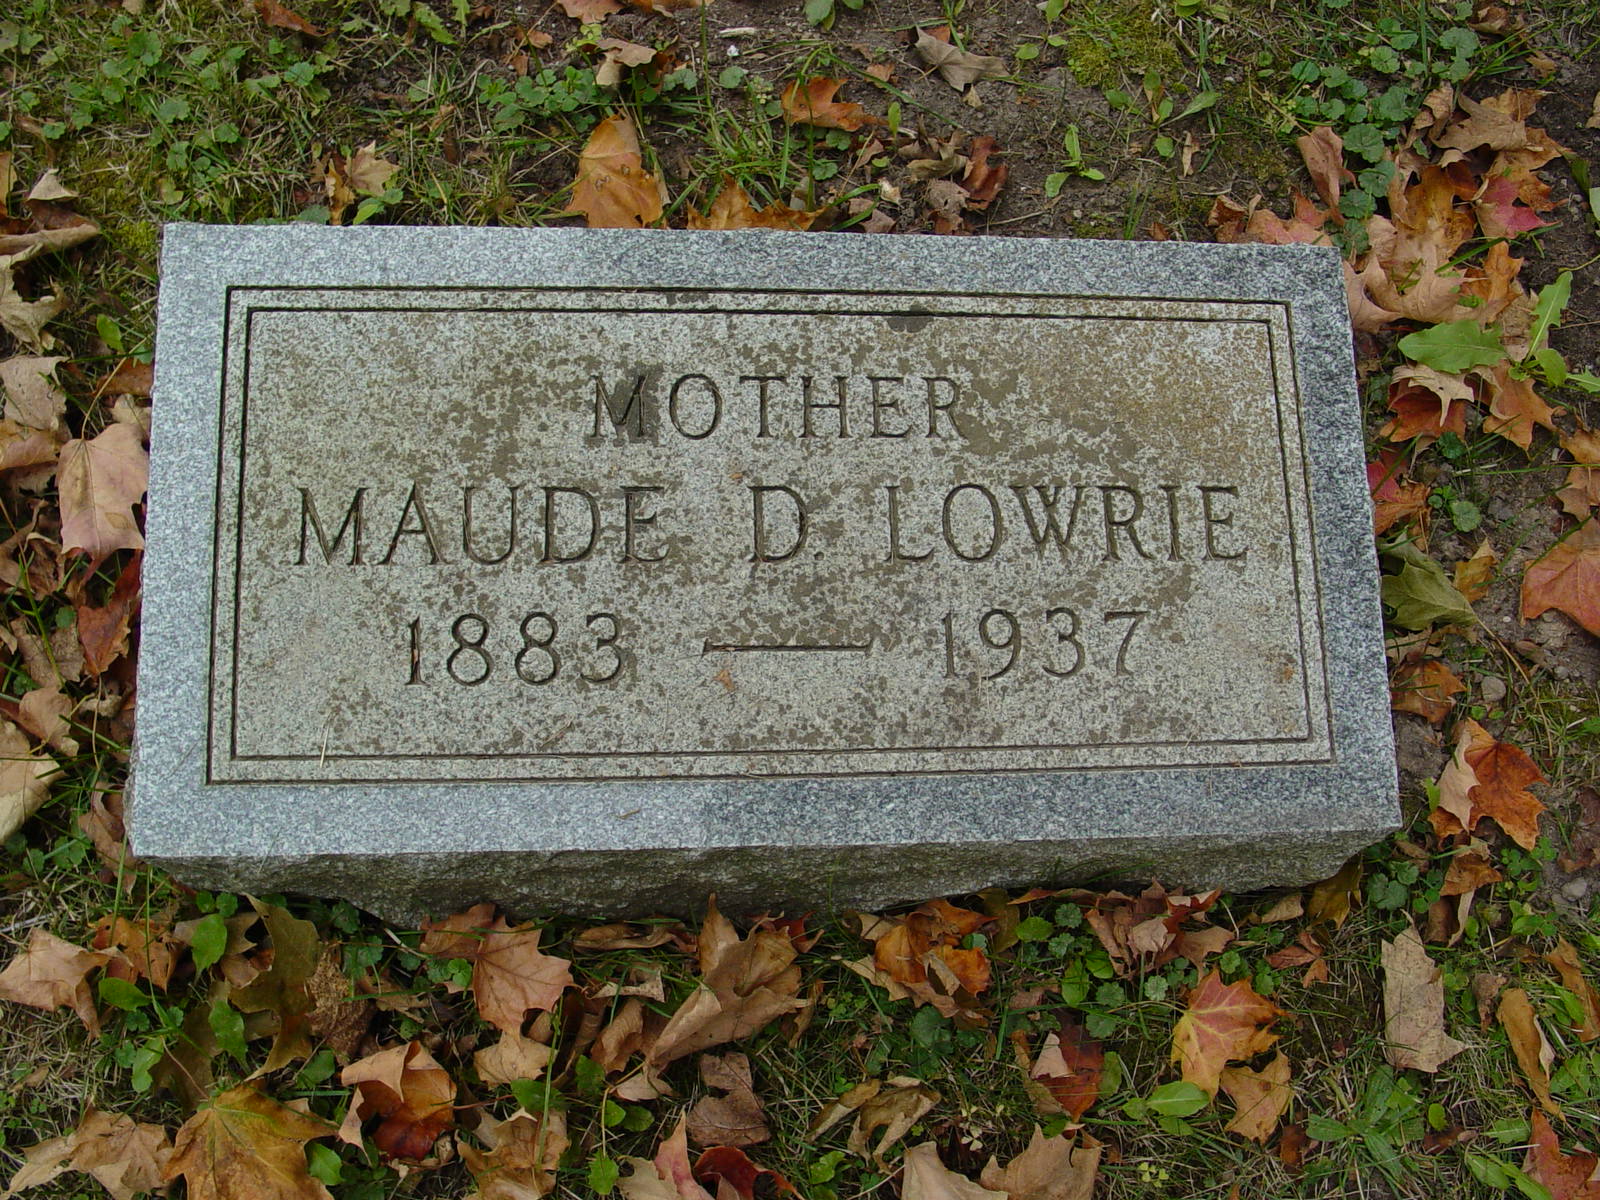 MOTHER
MAUDE D. LOWRIE
1883 — 1937